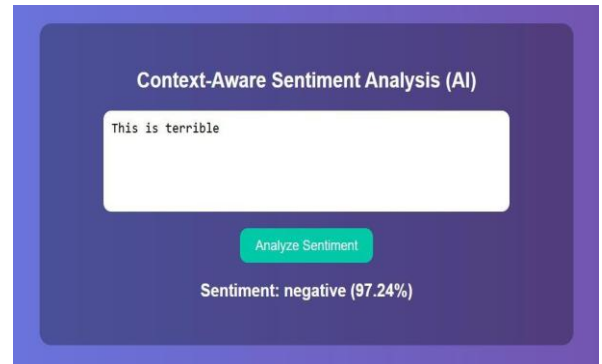 Context-Aware Sentiment Analysis (AI)
This is terrible
Analyze Sentiment
Sentiment: negative (97.24%)